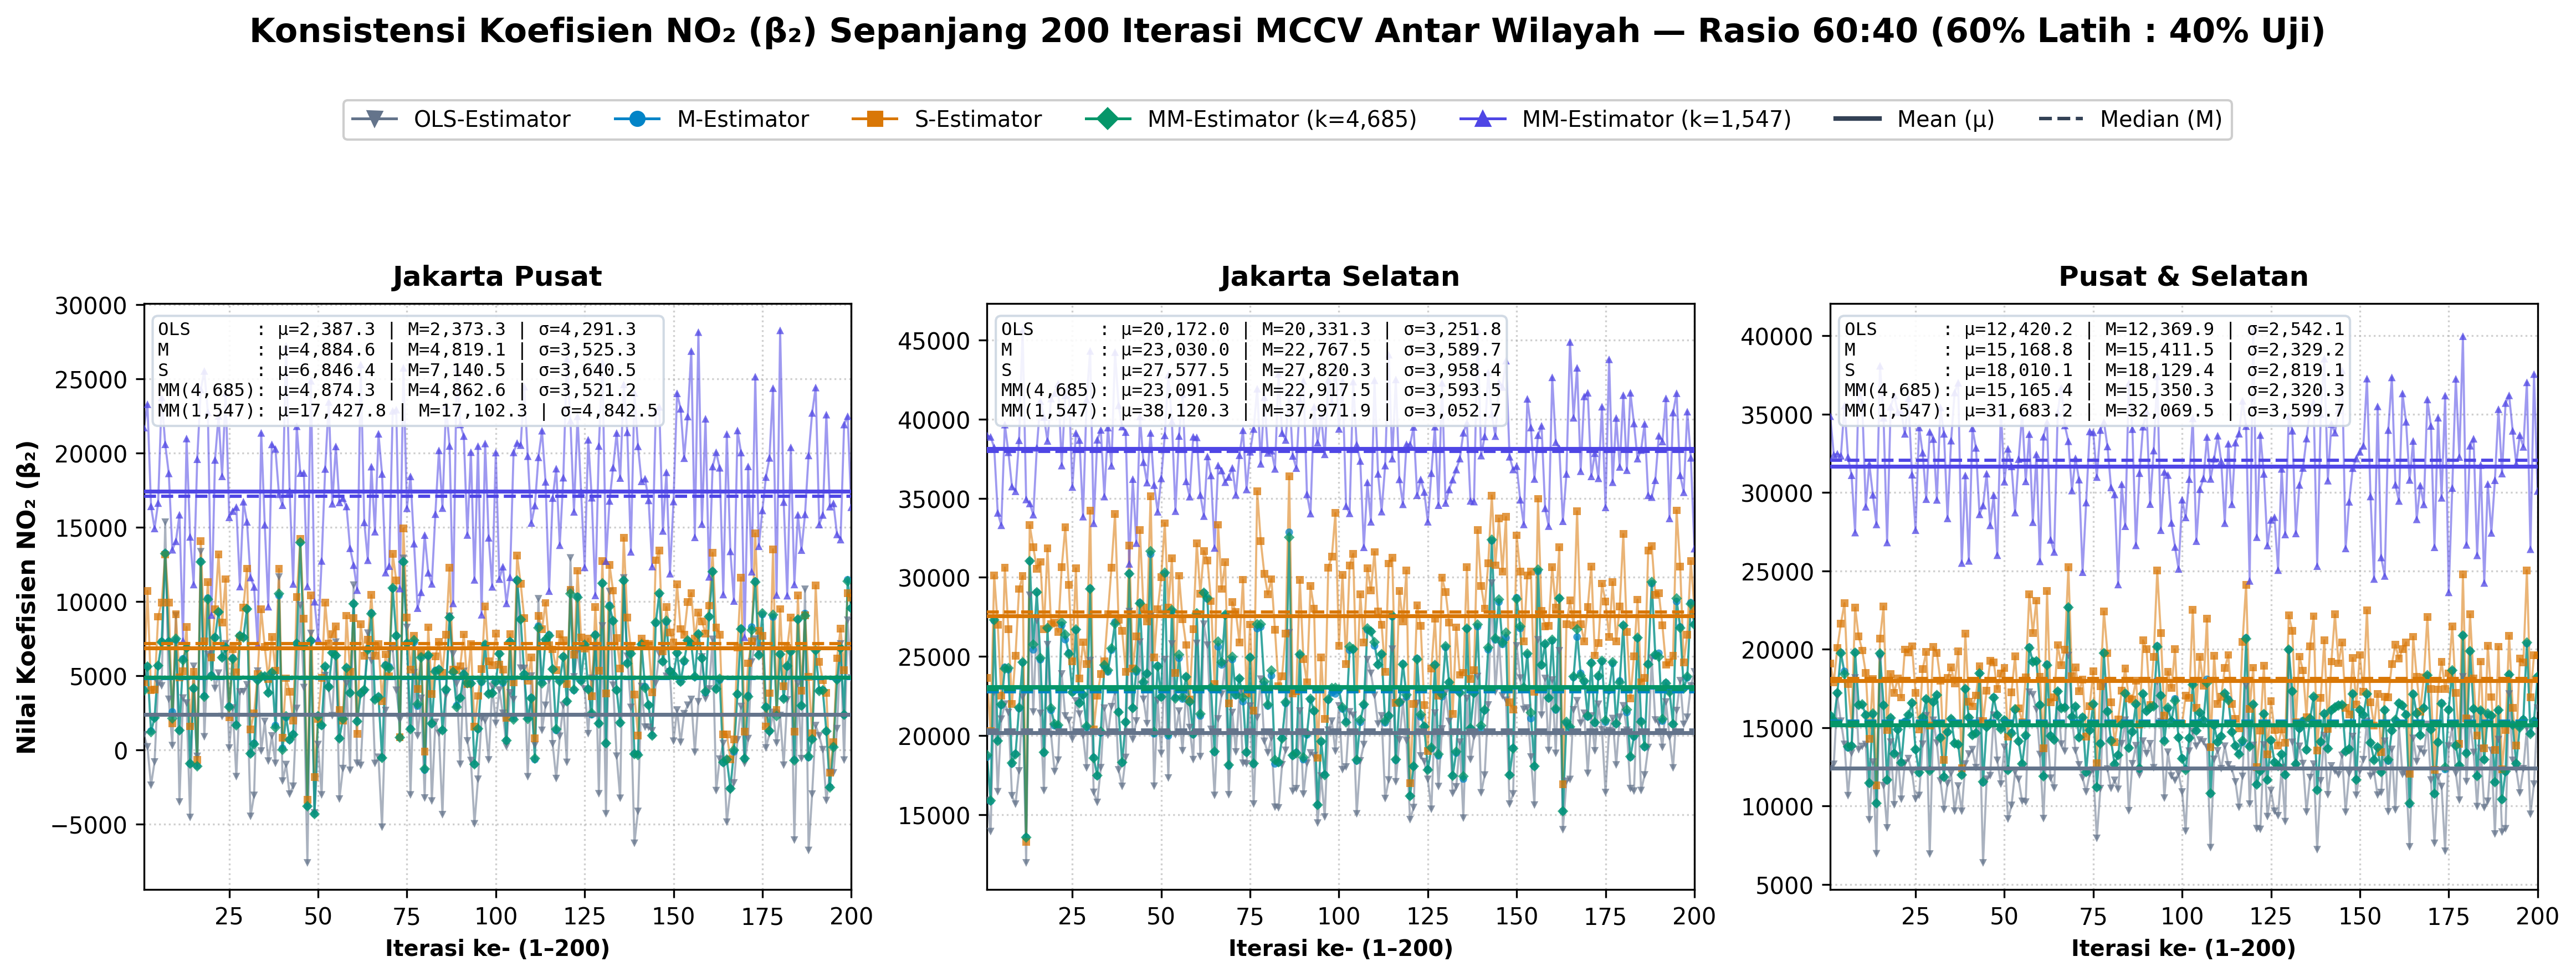 Konsistensi Koefisien NO₂ (β₂) Sepanjang 200 Iterasi MCCV Antar Wilayah — Rasio 60:40 (60% Latih : 40% Uji)
OLS-Estimator M-Estimator S-Estimator MM-Estimator (k=4,685) MM-Estimator (k=1,547) Mean (μ) Median (M)
Jakarta Pusat
Nilai Koefisien NO₂ (β₂)
30000
25000
20000
15000
10000
5000
0
−5000
OLS : μ=2,387.3 | M=2,373.3 | σ=4,291.3
M : μ=4,884.6 | M=4,819.1 | σ=3,525.3
S : μ=6,846.4 | M=7,140.5 | σ=3,640.5
MM(4,685): μ=4,874.3 | M=4,862.6 | σ=3,521.2
MM(1,547): μ=17,427.8 | M=17,102.3 | σ=4,842.5
25 50 75 100 125 150 175 200
Iterasi ke- (1–200)
Jakarta Selatan
45000
40000
35000
30000
25000
20000
15000
OLS : μ=20,172.0 | M=20,331.3 | σ=3,251.8
M : μ=23,030.0 | M=22,767.5 | σ=3,589.7
S : μ=27,577.5 | M=27,820.3 | σ=3,958.4
MM(4,685): μ=23,091.5 | M=22,917.5 | σ=3,593.5
MM(1,547): μ=38,120.3 | M=37,971.9 | σ=3,052.7
25 50 75 100 125 150 175 200
Iterasi ke- (1–200)
Pusat & Selatan
40000
35000
30000
25000
20000
15000
10000
5000
OLS : μ=12,420.2 | M=12,369.9 | σ=2,542.1
M : μ=15,168.8 | M=15,411.5 | σ=2,329.2
S : μ=18,010.1 | M=18,129.4 | σ=2,819.1
MM(4,685): μ=15,165.4 | M=15,350.3 | σ=2,320.3
MM(1,547): μ=31,683.2 | M=32,069.5 | σ=3,599.7
25 50 75 100 125 150 175 200
Iterasi ke- (1–200)